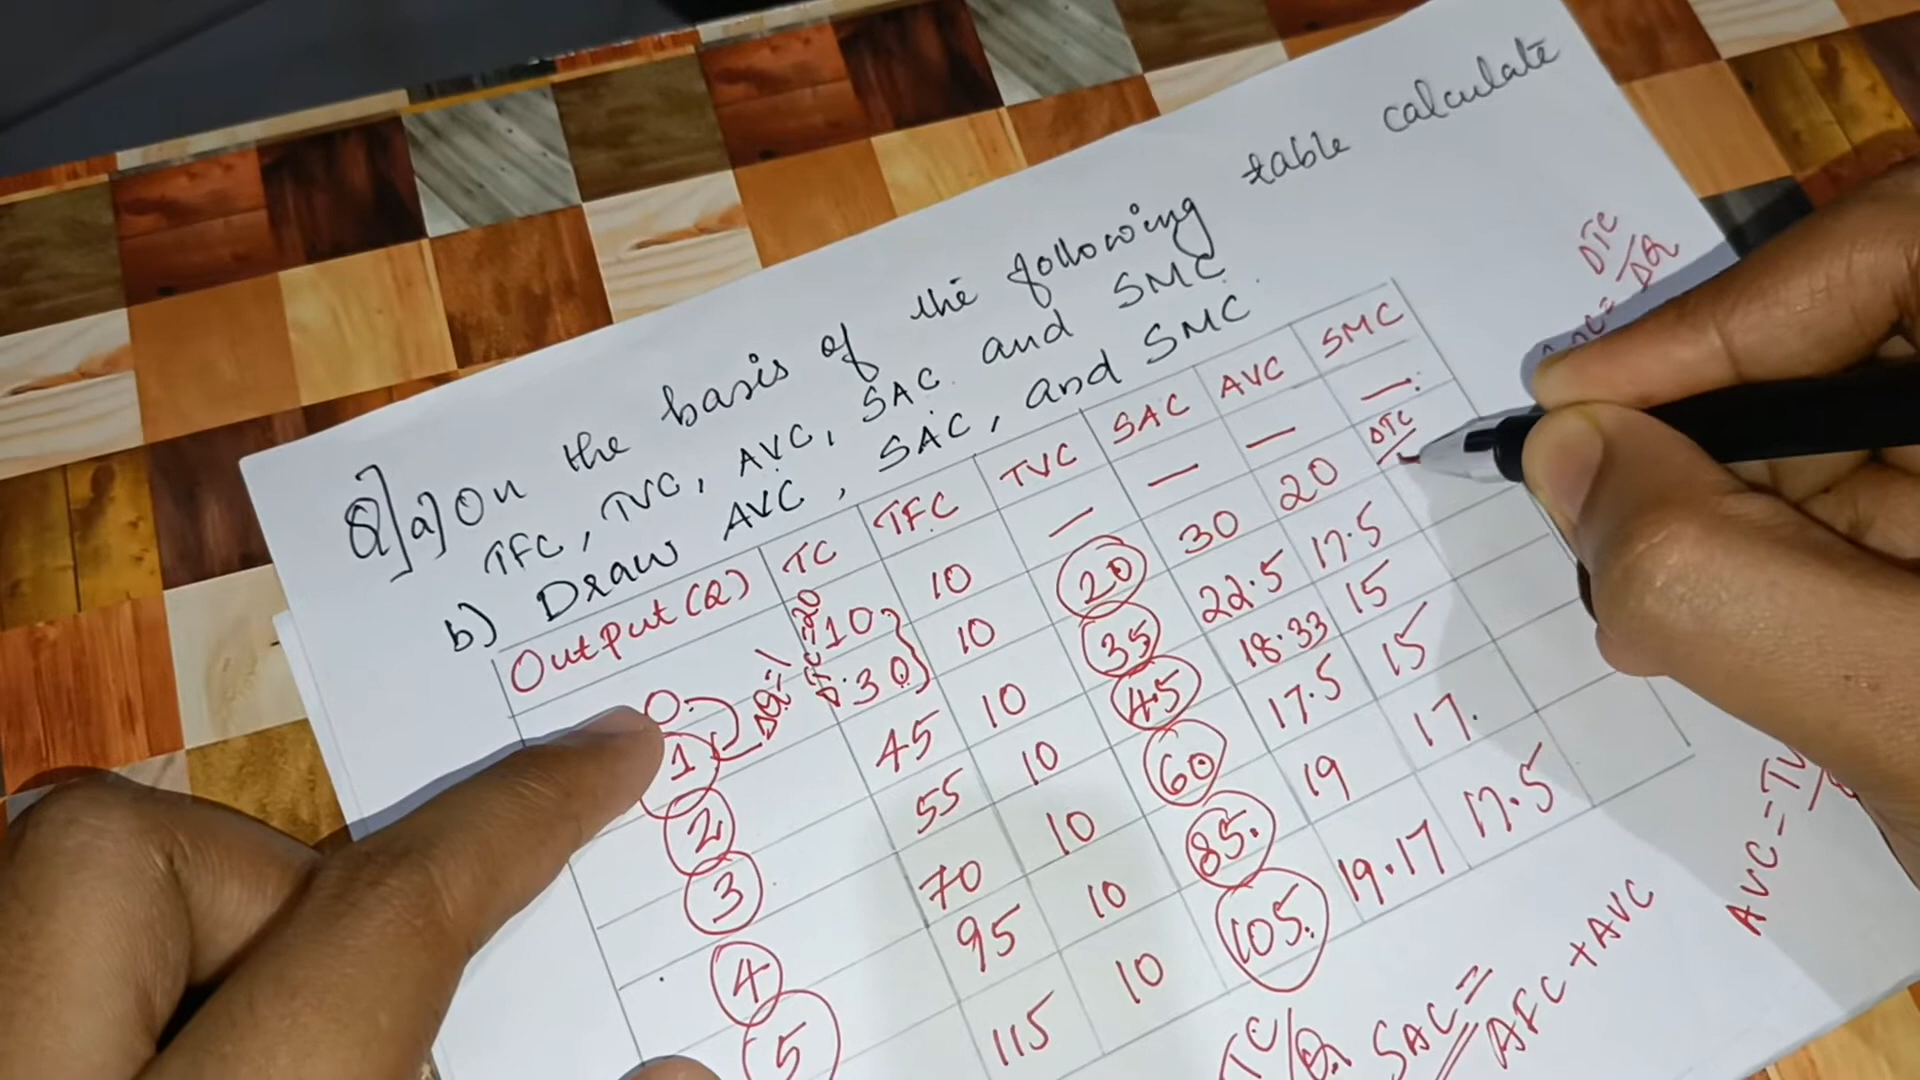 Q] a) On the basis of the following table calculate
TFC, TVC, AVC, SAC and SMC
b) Draw AVC, SAC, and SMC.
Output(Q) TC TFC TVC SAC AVC SMC
0 10 10 — — — —
1 30 10 20 30 20 ΔTC
2 45 10 35 22.5 17.5
3 55 10 45 18.33 15
4 70 10 60 17.5 15
5 95 10 85. 19 17.
115 10 105. 19.17 17.5
ΔQ=1
ΔTC=20
ΔTC
ΔQ
AVC = TV
TC/Q.
SAC =
AFC + AVC